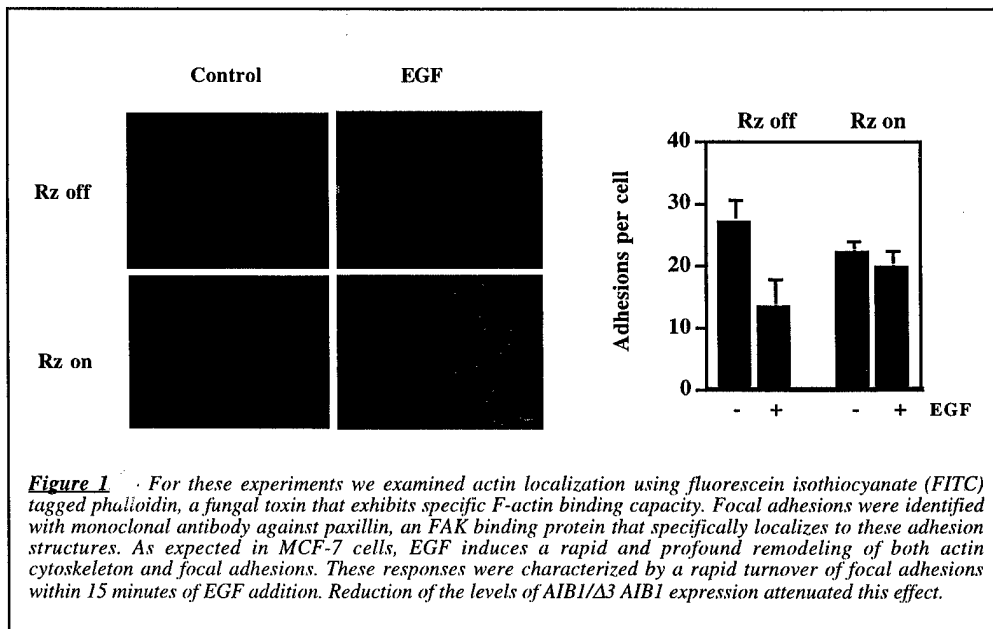 Control EGF
Rz off
Rz on
Rz off Rz on
Adhesions per cell
40
30
20
10
0
- + - + EGF
Figure 1 For these experiments we examined actin localization using fluorescein isothiocyanate (FITC)
tagged phalloidin, a fungal toxin that exhibits specific F-actin binding capacity. Focal adhesions were identified
with monoclonal antibody against paxillin, an FAK binding protein that specifically localizes to these adhesion
structures. As expected in MCF-7 cells, EGF induces a rapid and profound remodeling of both actin
cytoskeleton and focal adhesions. These responses were characterized by a rapid turnover of focal adhesions
within 15 minutes of EGF addition. Reduction of the levels of AIB1/Δ3 AIB1 expression attenuated this effect.